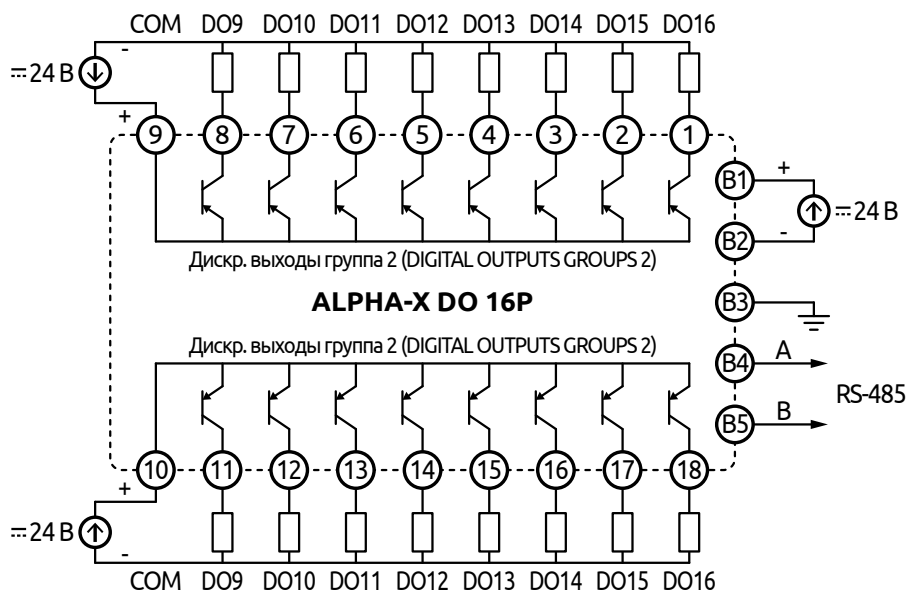 COM DO9 DO10 DO11 DO12 DO13 DO14 DO15 DO16
-
⎓24 В
+
9 8 7 6 5 4 3 2 1
B1 +
⎓24 В
B2 -
Дискр. выходы группа 2 (DIGITAL OUTPUTS GROUPS 2)
ALPHA-X DO 16P
B3
Дискр. выходы группа 2 (DIGITAL OUTPUTS GROUPS 2)
B4 A
RS-485
B5 B
10 11 12 13 14 15 16 17 18
+
⎓24 В
-
COM DO9 DO10 DO11 DO12 DO13 DO14 DO15 DO16